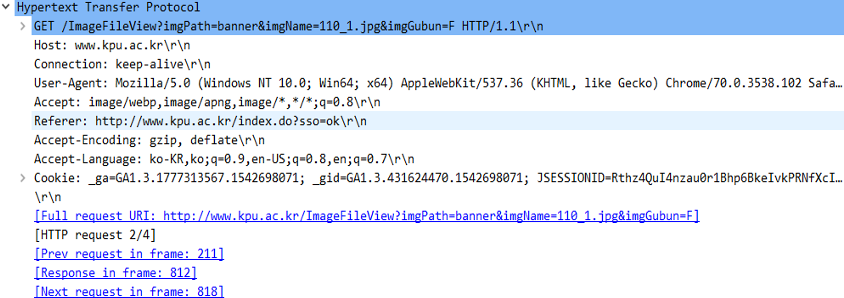 Hypertext Transfer Protocol
GET /ImageFileView?imgPath=banner&imgName=110_1.jpg&imgGubun=F HTTP/1.1\r\n
Host: www.kpu.ac.kr\r\n
Connection: keep-alive\r\n
User-Agent: Mozilla/5.0 (Windows NT 10.0; Win64; x64) AppleWebKit/537.36 (KHTML, like Gecko) Chrome/70.0.3538.102 Safa…
Accept: image/webp,image/apng,image/*,*/*;q=0.8\r\n
Referer: http://www.kpu.ac.kr/index.do?sso=ok\r\n
Accept-Encoding: gzip, deflate\r\n
Accept-Language: ko-KR,ko;q=0.9,en-US;q=0.8,en;q=0.7\r\n
Cookie: _ga=GA1.3.1777313567.1542698071; _gid=GA1.3.431624470.1542698071; JSESSIONID=Rthz4QuI4nzau0r1Bhp6BkeIvkPRNfXcI…
\r\n
[Full request URI: http://www.kpu.ac.kr/ImageFileView?imgPath=banner&imgName=110_1.jpg&imgGubun=F]
[HTTP request 2/4]
[Prev request in frame: 211]
[Response in frame: 812]
[Next request in frame: 818]